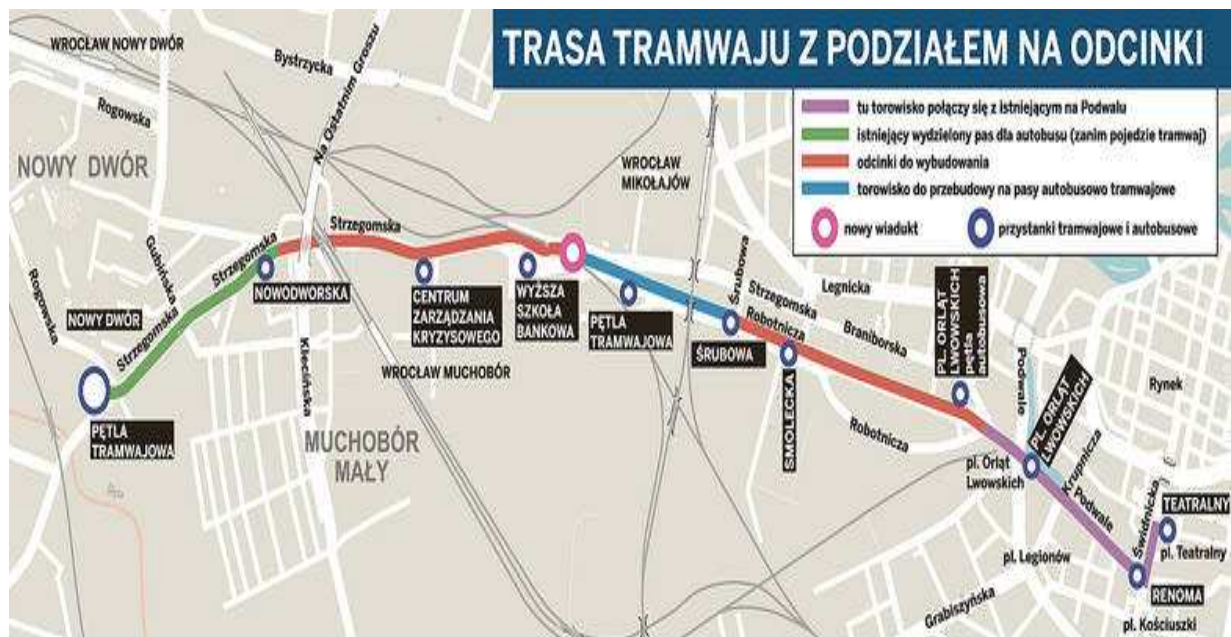 TRASA TRAMWAJU Z PODZIAŁEM NA ODCINKI
tu torowisko połączy się z istniejącym na Podwalu
istniejący wydzielony pas dla autobusu (zanim pojedzie tramwaj)
odcinki do wybudowania
torowisko do przebudowy na pasy autobusowo tramwajowe
nowy wiadukt
przystanki tramwajowe i autobusowe
WROCŁAW NOWY DWÓR
Bystrzycka
Na Ostatnim Groszu
Rogowska
NOWY DWÓR
WROCŁAW
MIKOŁAJÓW
Gubińska
Strzegomska
Strzegomska
Rogowska
NOWODWORSKA
NOWY DWÓR
Strzegomska
CENTRUM
ZARZĄDZANIA
KRYZYSOWEGO
WYŻSZA
SZKOŁA
BANKOWA
PĘTLA
TRAMWAJOWA
Śrubowa
Strzegomska
Robotnicza
Legnicka
Braniborska
PL. ORLĄT
LWOWSKICH
pętla
autobusowa
Podwale
Rynek
ŚRUBOWA
SMOLECKA
Klecińska
WROCŁAW MUCHOBÓR
MUCHOBÓR
MAŁY
PĘTLA
TRAMWAJOWA
Robotnicza
pl. Orląt
Lwowskich
PL. ORLĄT
LWOWSKICH
Krupnicza
Podwale
Świdnicka
TEATRALNY
pl. Teatralny
pl. Legionów
Grabiszyńska
RENOMA
pl. Kościuszki